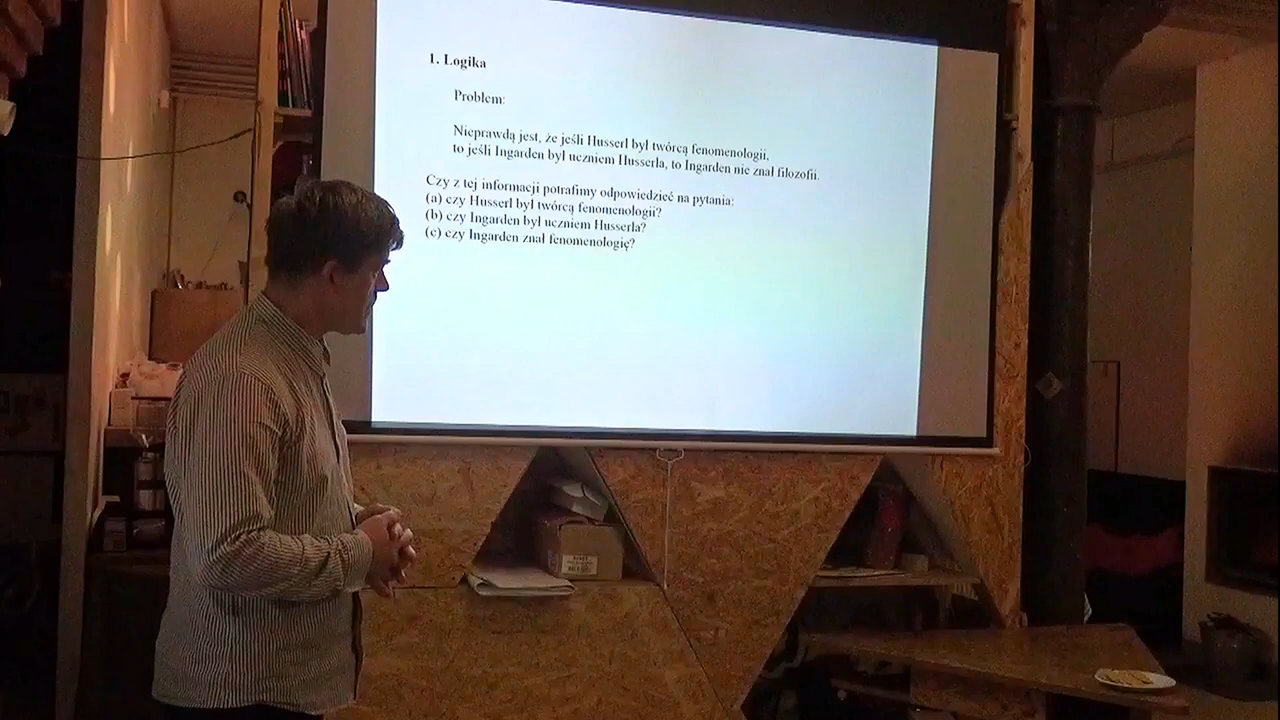 1. Logika
Problem:
Nieprawdą jest, że jeśli Husserl był twórcą fenomenologii,
to jeśli Ingarden był uczniem Husserla, to Ingarden nie znał filozofii.
Czy z tej informacji potrafimy odpowiedzieć na pytania:
(a) czy Husserl był twórcą fenomenologii?
(b) czy Ingarden był uczniem Husserla?
(c) czy Ingarden znał fenomenologię?